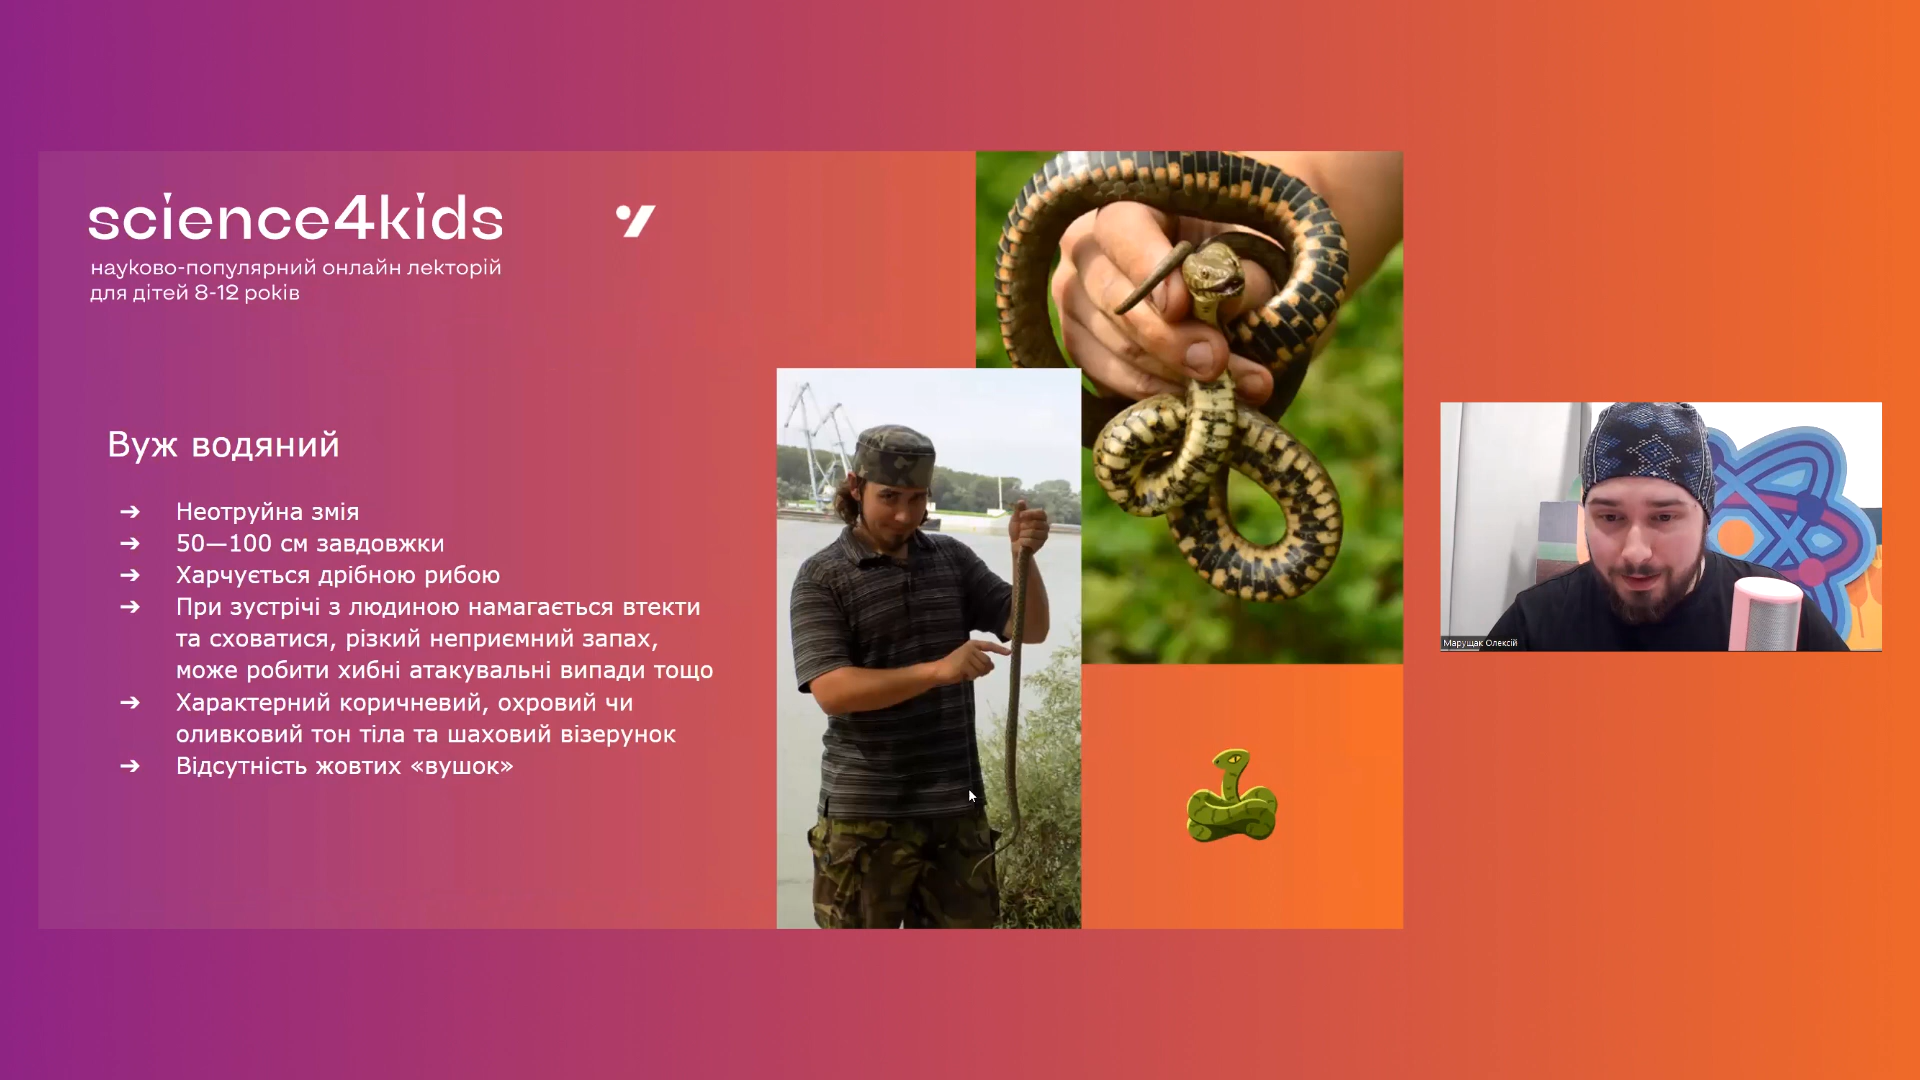 science4kids
науково-популярний онлайн лекторій
для дітей 8-12 років
Вуж водяний
➔ Неотруйна змія
➔ 50—100 см завдовжки
➔ Харчується дрібною рибою
➔ При зустрічі з людиною намагається втекти
та сховатися, різкий неприємний запах,
може робити хибні атакувальні випади тощо
➔ Характерний коричневий, охровий чи
оливковий тон тіла та шаховий візерунок
➔ Відсутність жовтих «вушок»
Марущак Олексій